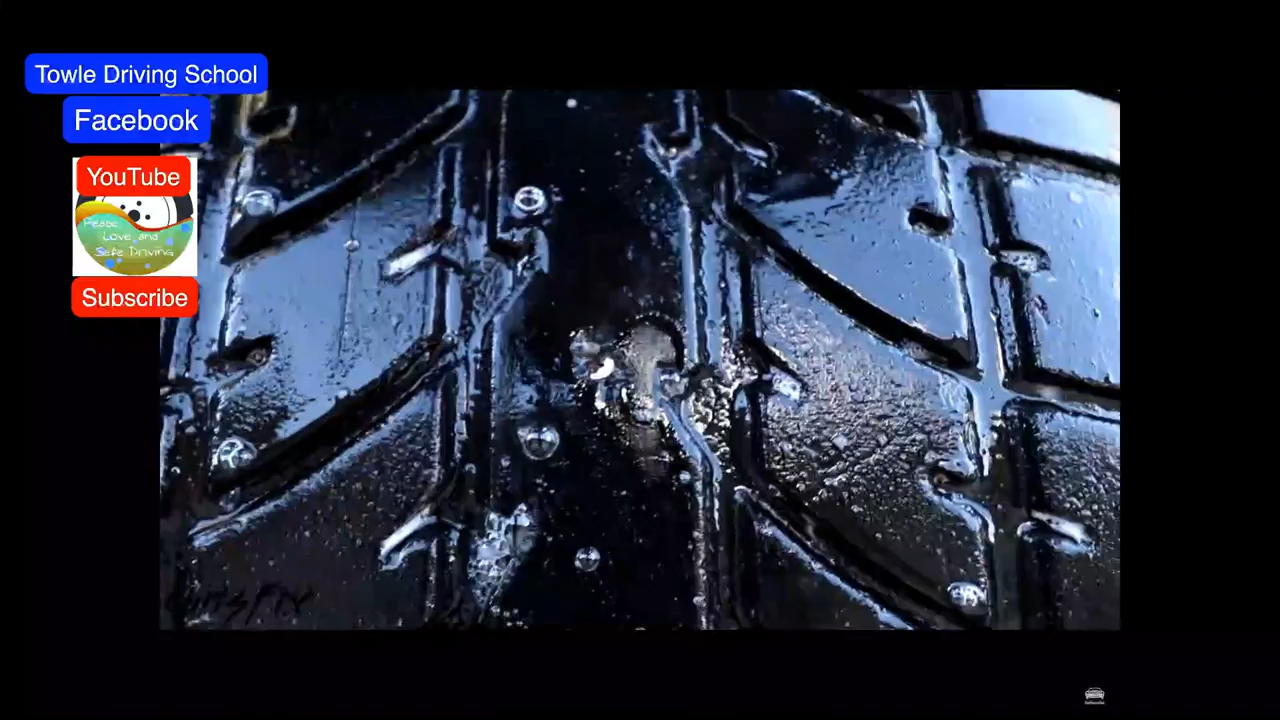 Towle Driving School
Facebook
YouTube
Peace
Love and
Safe Driving
Subscribe